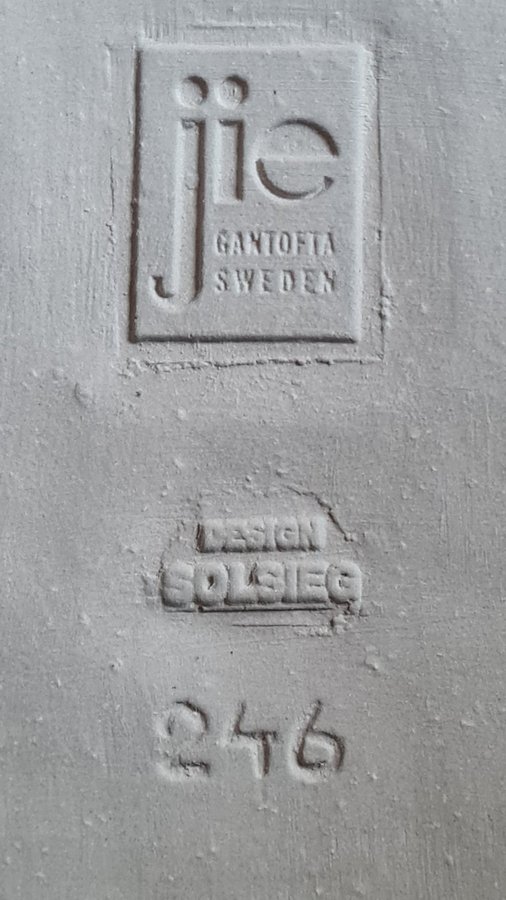 jie
GANTOFTA
SWEDEN
DESIGN
SOLSIEG
246